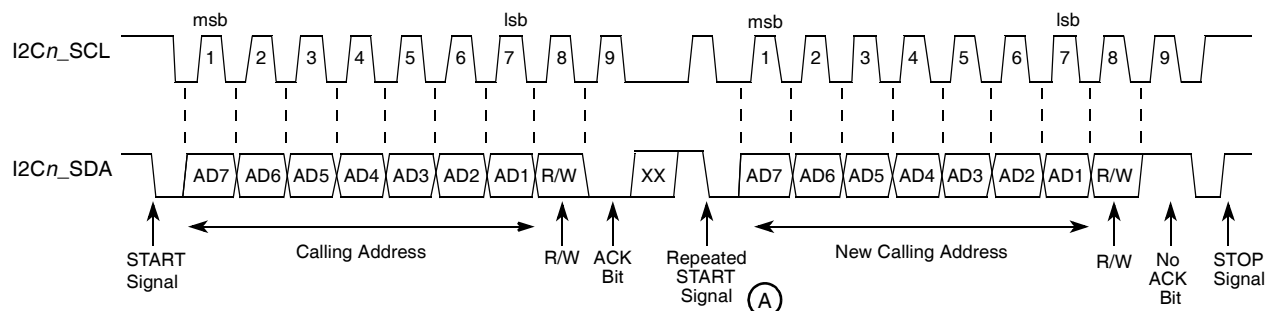 msb lsb msb lsb
I2Cn_SCL 1 2 3 4 5 6 7 8 9 1 2 3 4 5 6 7 8 9
I2Cn_SDA AD7 AD6 AD5 AD4 AD3 AD2 AD1 R/W XX AD7 AD6 AD5 AD4 AD3 AD2 AD1 R/W
START
Signal
Calling Address
R/W
ACK
Bit
Repeated
START
Signal
A
New Calling Address
R/W
No
ACK
Bit
STOP
Signal